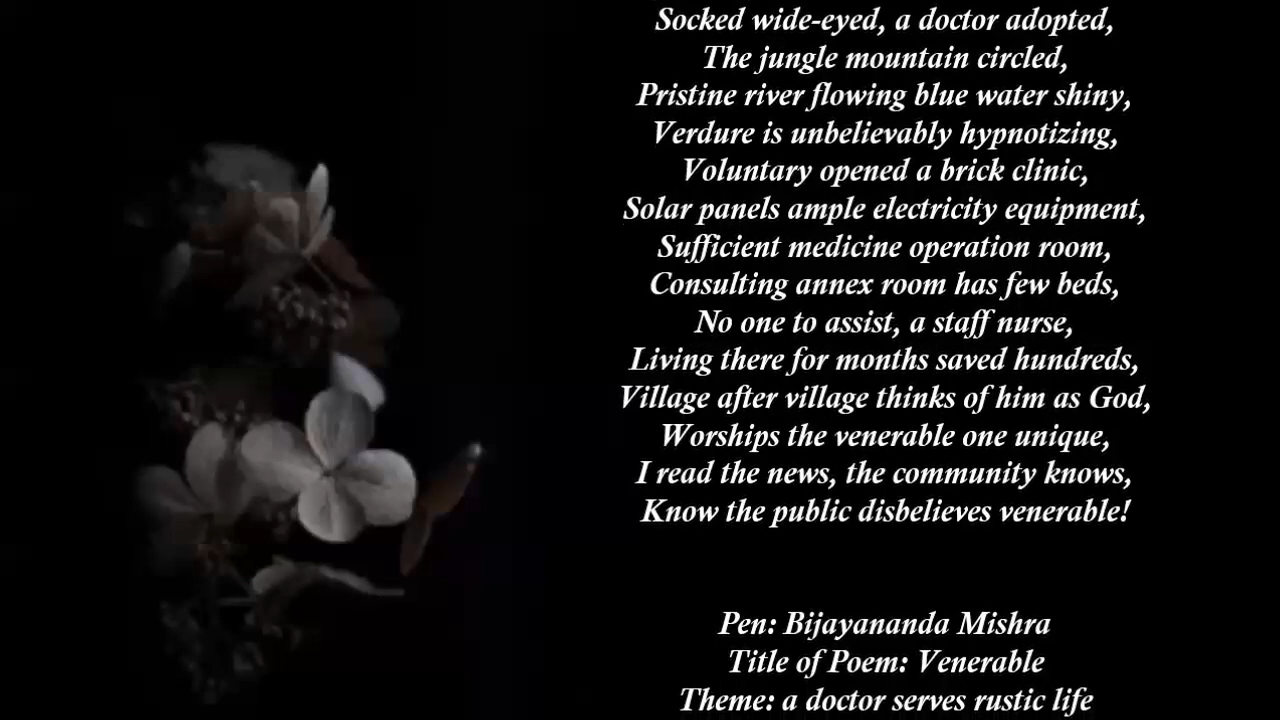 Socked wide-eyed, a doctor adopted,
The jungle mountain circled,
Pristine river flowing blue water shiny,
Verdure is unbelievably hypnotizing,
Voluntary opened a brick clinic,
Solar panels ample electricity equipment,
Sufficient medicine operation room,
Consulting annex room has few beds,
No one to assist, a staff nurse,
Living there for months saved hundreds,
Village after village thinks of him as God,
Worships the venerable one unique,
I read the news, the community knows,
Know the public disbelieves venerable!
Pen: Bijayananda Mishra
Title of Poem: Venerable
Theme: a doctor serves rustic life